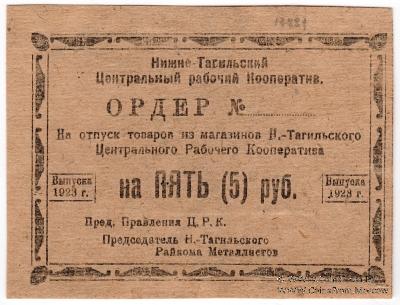 Нижне-Тагильский
Центральный рабочий Кооператив.
ОРДЕР №
На отпуск товаров из магазинов Н.-Тагильского
Центрального Рабочего Кооператива
Выпуска
1923 г.
на ПЯТЬ (5) руб.
Выпуска
1923 г.
Пред. Правления Ц. Р. К.
Председатель Н.-Тагильского
Райкома Металлистов